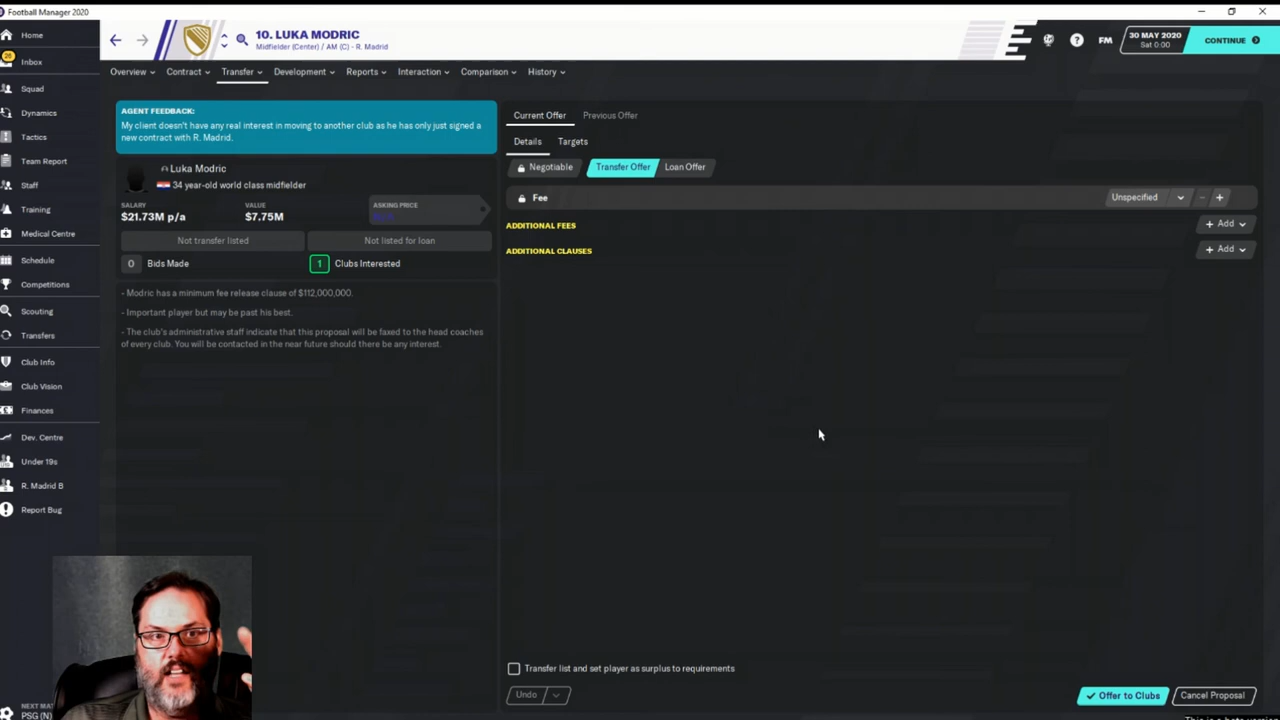 Football Manager 2020
10. LUKA MODRIC
Midfielder (Center) / AM (C) - R. Madrid
30 MAY 2020
Sat 0:00
CONTINUE
FM
Home
26
Inbox
Squad
Dynamics
Tactics
Team Report
Staff
Training
Medical Centre
Schedule
Competitions
Scouting
Transfers
Club Info
Club Vision
Finances
Dev. Centre
Under 19s
R. Madrid B
Report Bug
NEXT MA
PSG (N)
Overview Contract Transfer Development Reports Interaction Comparison History
AGENT FEEDBACK:
My client doesn't have any real interest in moving to another club as he has only just signed a
new contract with R. Madrid.
Luka Modric
34 year-old world class midfielder
SALARY VALUE ASKING PRICE
$21.73M p/a $7.75M
Not transfer listed Not listed for loan
0 Bids Made 1 Clubs Interested
- Modric has a minimum fee release clause of $112,000,000.
- Important player but may be past his best.
- The club's administrative staff indicate that this proposal will be faxed to the head coaches
of every club. You will be contacted in the near future should there be any interest.
Current Offer Previous Offer
Details Targets
Negotiable Transfer Offer Loan Offer
Fee Unspecified - +
ADDITIONAL FEES + Add
ADDITIONAL CLAUSES + Add
Transfer list and set player as surplus to requirements
Undo
Offer to Clubs Cancel Proposal